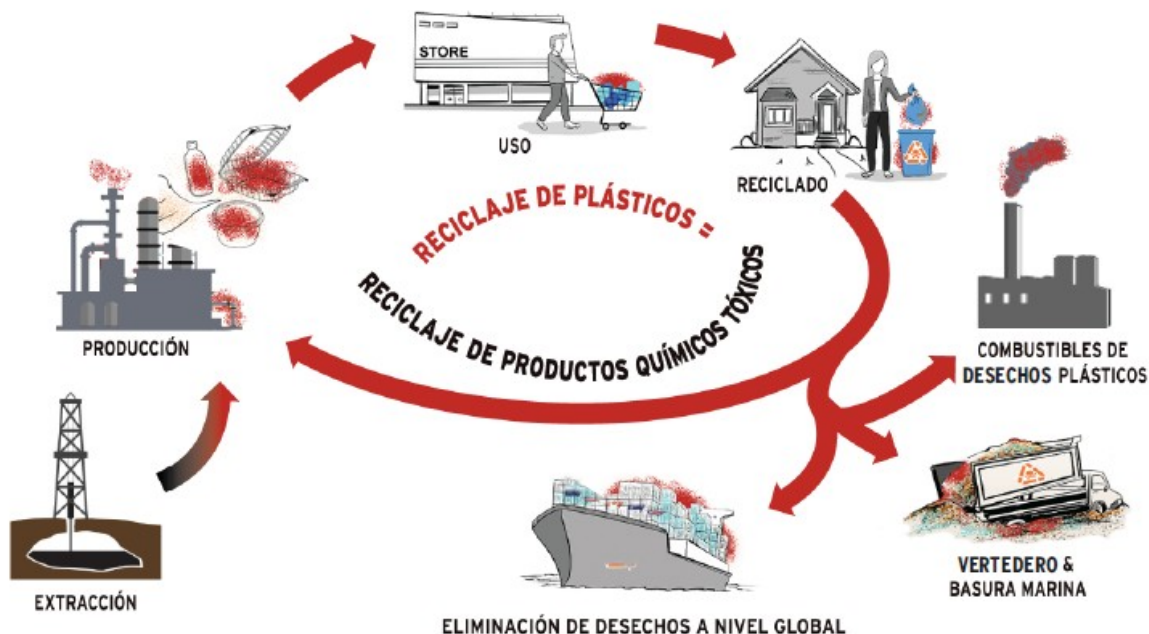 STORE
USO
RECICLADO
PRODUCCIÓN
RECICLAJE DE PLÁSTICOS =
RECICLAJE DE PRODUCTOS QUÍMICOS TÓXICOS
COMBUSTIBLES DE
DESECHOS PLÁSTICOS
EXTRACCIÓN
VERTEDERO &
BASURA MARINA
ELIMINACIÓN DE DESECHOS A NIVEL GLOBAL